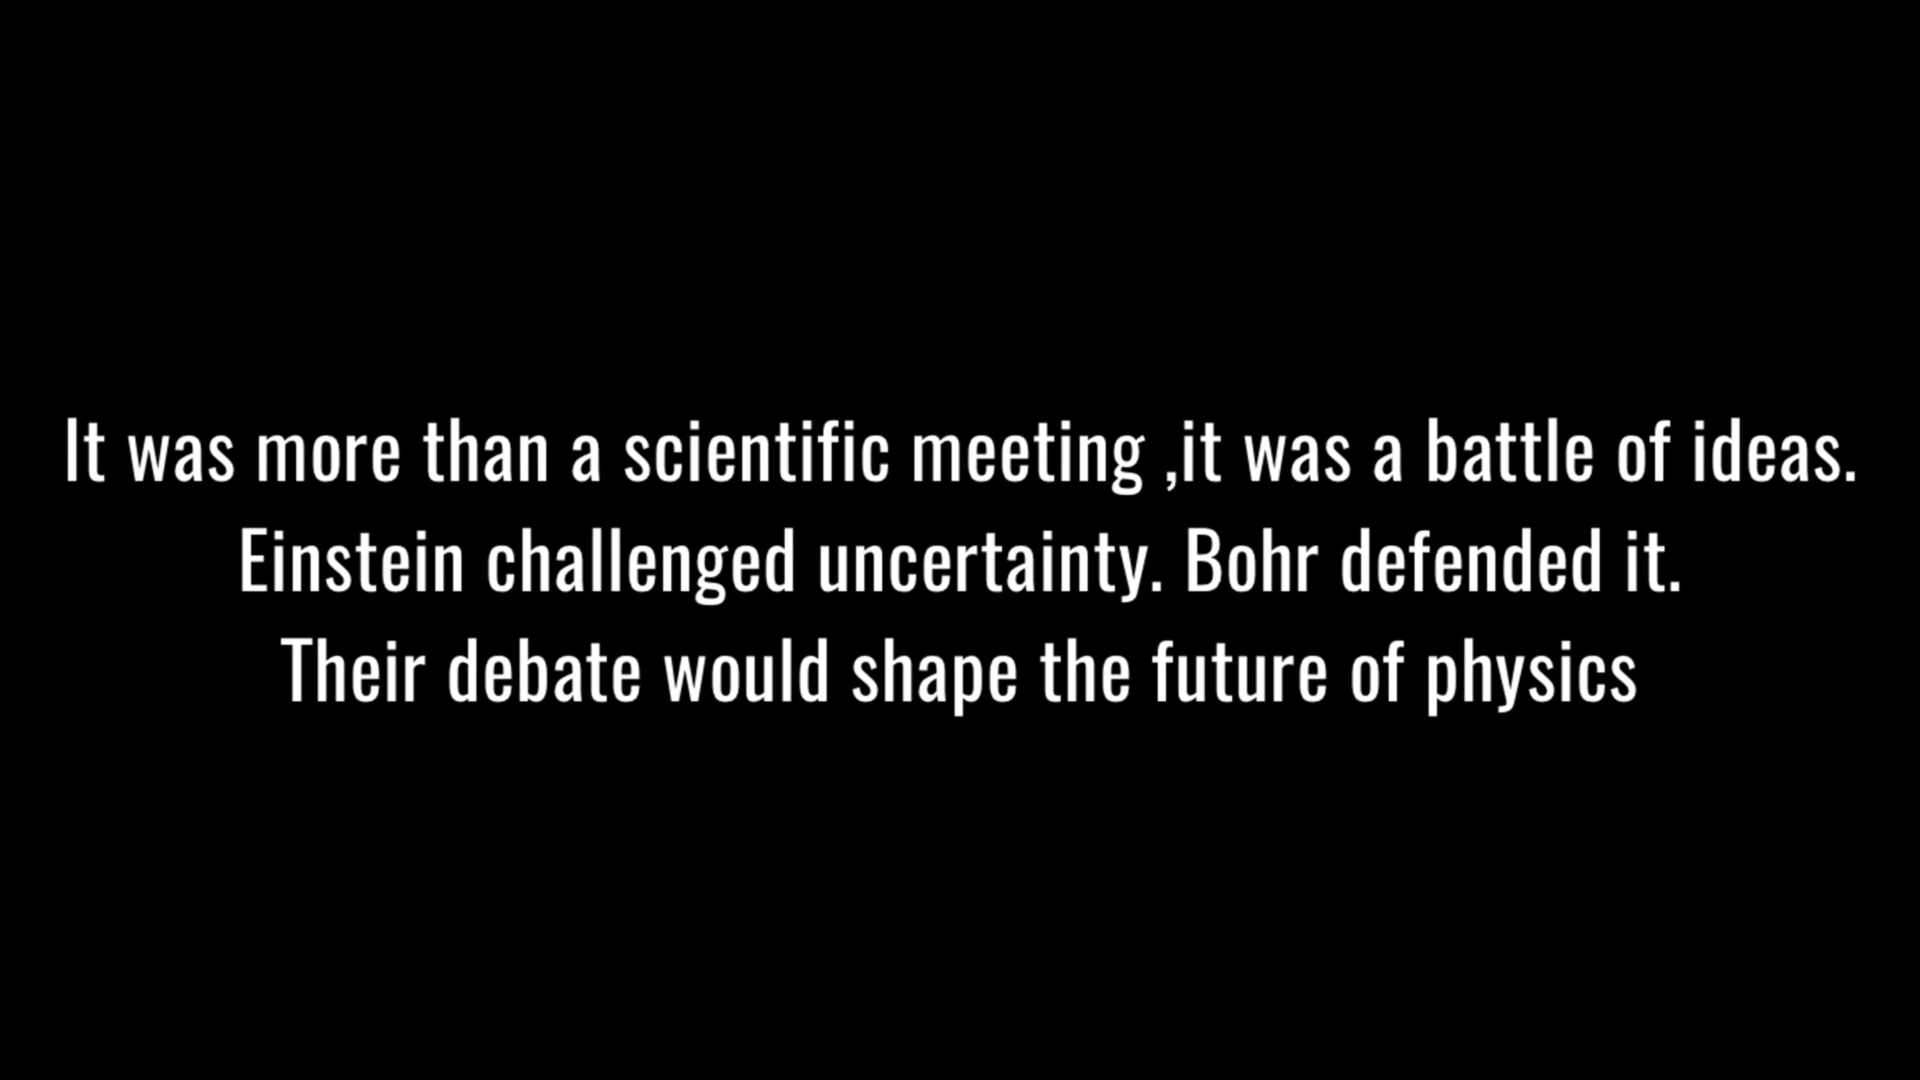 It was more than a scientific meeting ,it was a battle of ideas.
Einstein challenged uncertainty. Bohr defended it.
Their debate would shape the future of physics